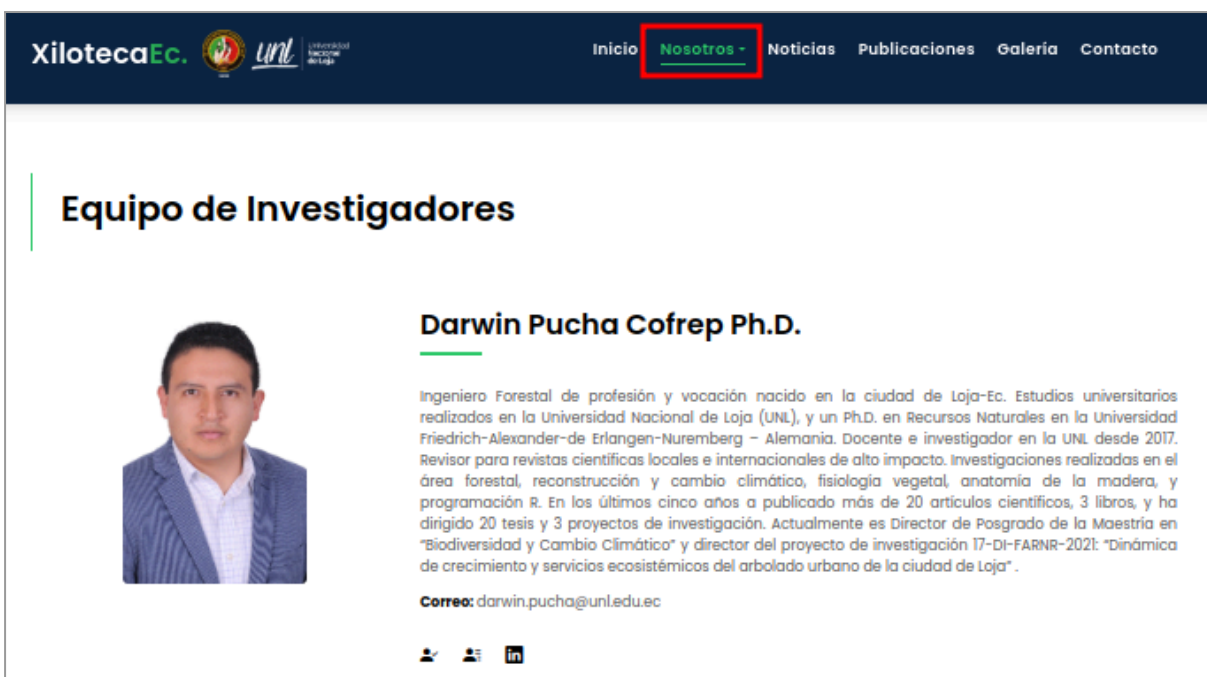 XilotecaEc. unl Universidad Nacional de Loja Inicio Nosotros Noticias Publicaciones Galería Contacto
Equipo de Investigadores
Darwin Pucha Cofrep Ph.D.
Ingeniero Forestal de profesión y vocación nacido en la ciudad de Loja-Ec. Estudios universitarios
realizados en la Universidad Nacional de Loja (UNL), y un Ph.D. en Recursos Naturales en la Universidad
Friedrich-Alexander-de Erlangen-Nuremberg – Alemania. Docente e investigador en la UNL desde 2017.
Revisor para revistas científicas locales e internacionales de alto impacto. Investigaciones realizadas en el
área forestal, reconstrucción y cambio climático, fisiología vegetal, anatomía de la madera, y
programación R. En los últimos cinco años a publicado más de 20 artículos científicos, 3 libros, y ha
dirigido 20 tesis y 3 proyectos de investigación. Actualmente es Director de Posgrado de la Maestría en
"Biodiversidad y Cambio Climático" y director del proyecto de investigación 17-DI-FARNR-2021: "Dinámica
de crecimiento y servicios ecosistémicos del arbolado urbano de la ciudad de Loja" .
Correo: darwin.pucha@unl.edu.ec
in